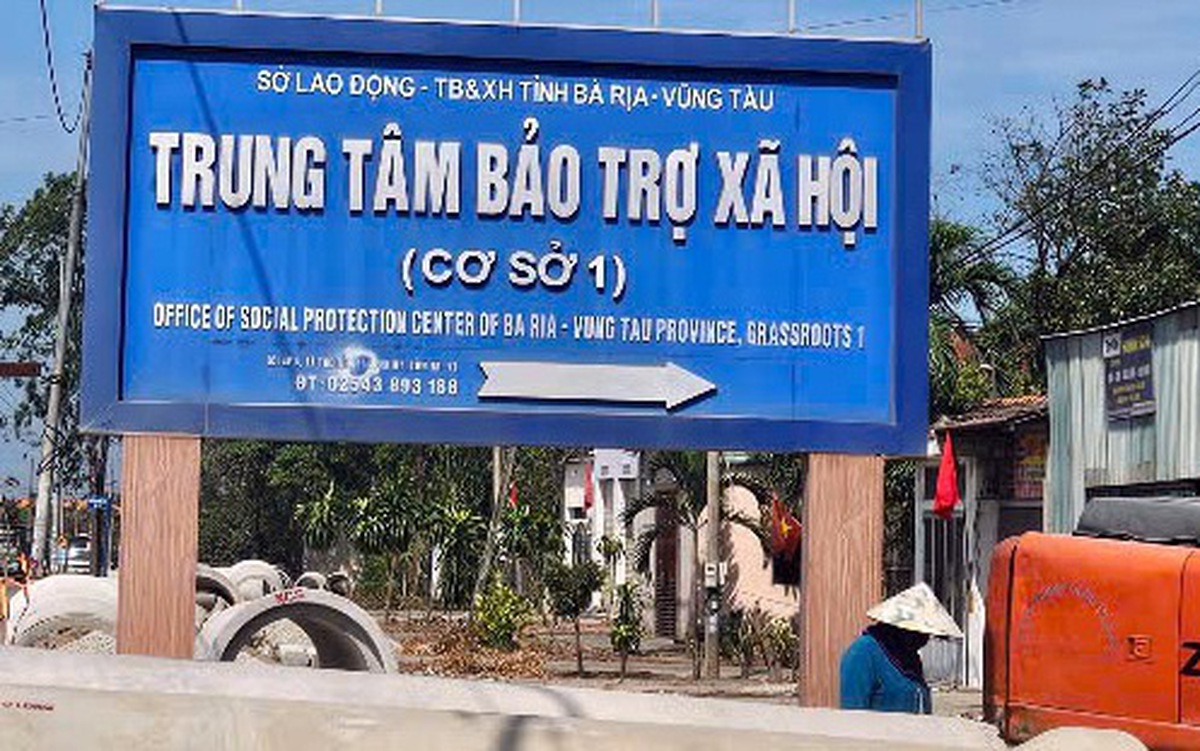 SỞ LAO ĐỘNG - TB&XH TỈNH BÀ RỊA - VŨNG TÀU
TRUNG TÂM BẢO TRỢ XÃ HỘI
(CƠ SỞ 1)
OFFICE OF SOCIAL PROTECTION CENTER OF BA RIA - VUNG TAU PROVINCE, GRASSROOTS 1
ĐT: 02543 893 188